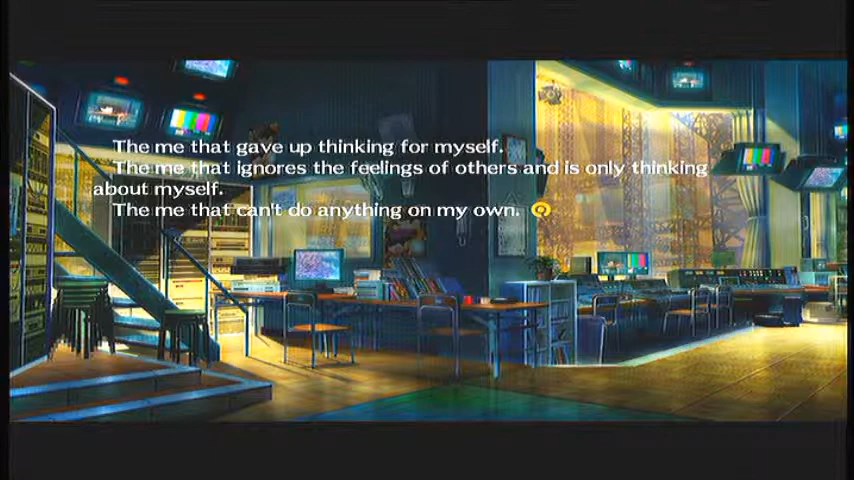 The me that gave up thinking for myself.
The me that ignores the feelings of others and is only thinking
about myself.
The me that can't do anything on my own.